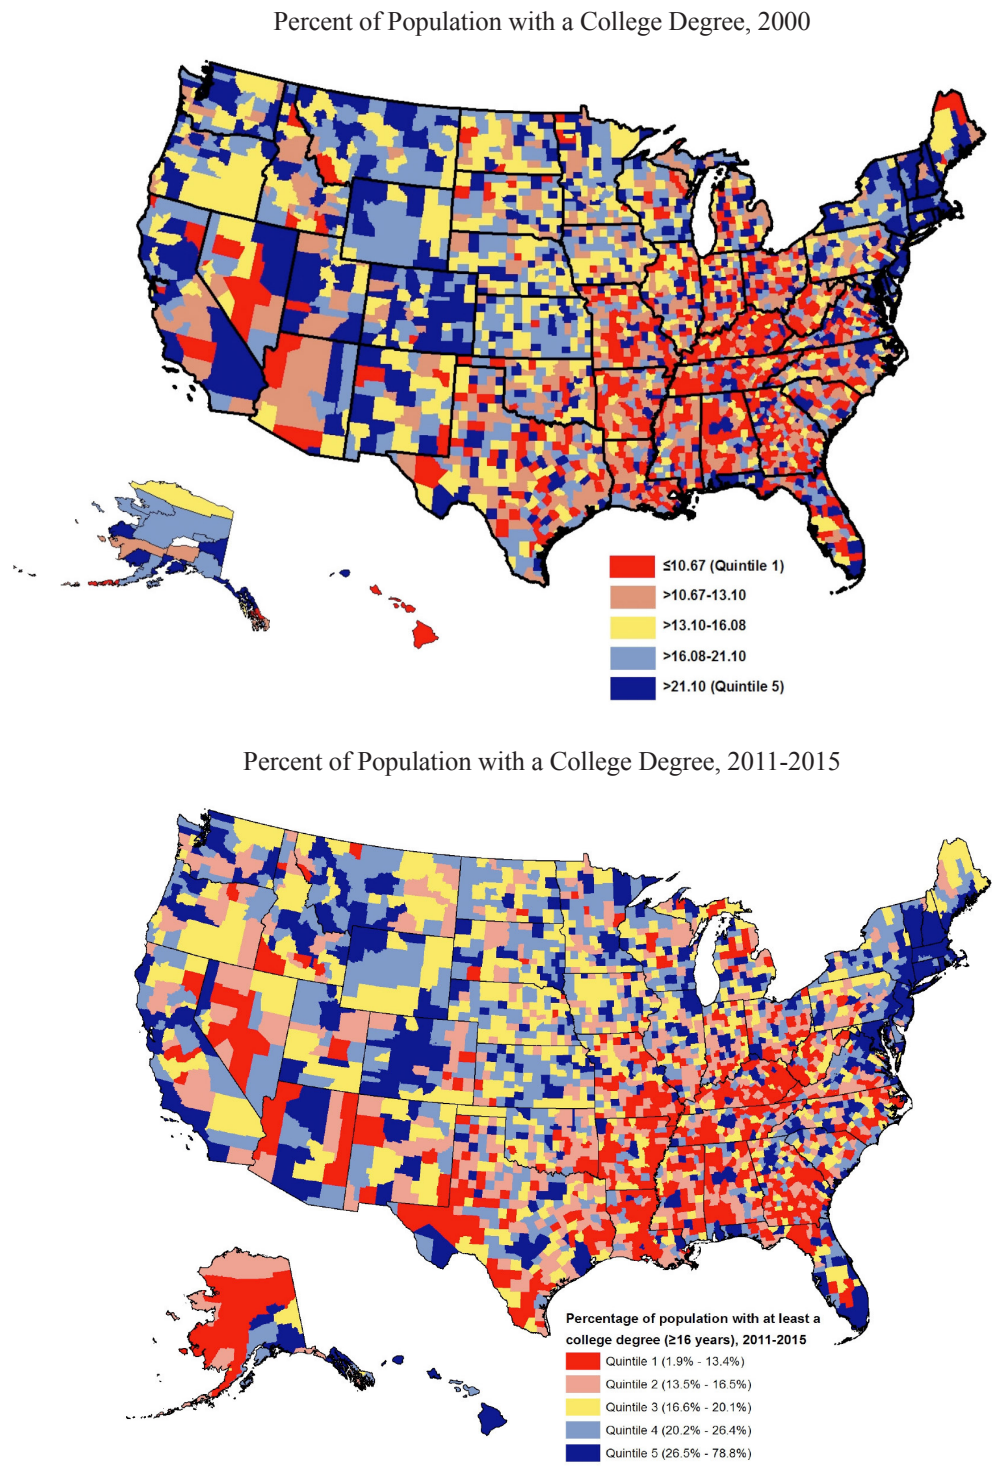 Percent of Population with a College Degree, 2000
≤10.67 (Quintile 1)
>10.67-13.10
>13.10-16.08
>16.08-21.10
>21.10 (Quintile 5)
Percent of Population with a College Degree, 2011-2015
Percentage of population with at least a
college degree (≥16 years), 2011-2015
Quintile 1 (1.9% - 13.4%)
Quintile 2 (13.5% - 16.5%)
Quintile 3 (16.6% - 20.1%)
Quintile 4 (20.2% - 26.4%)
Quintile 5 (26.5% - 78.8%)